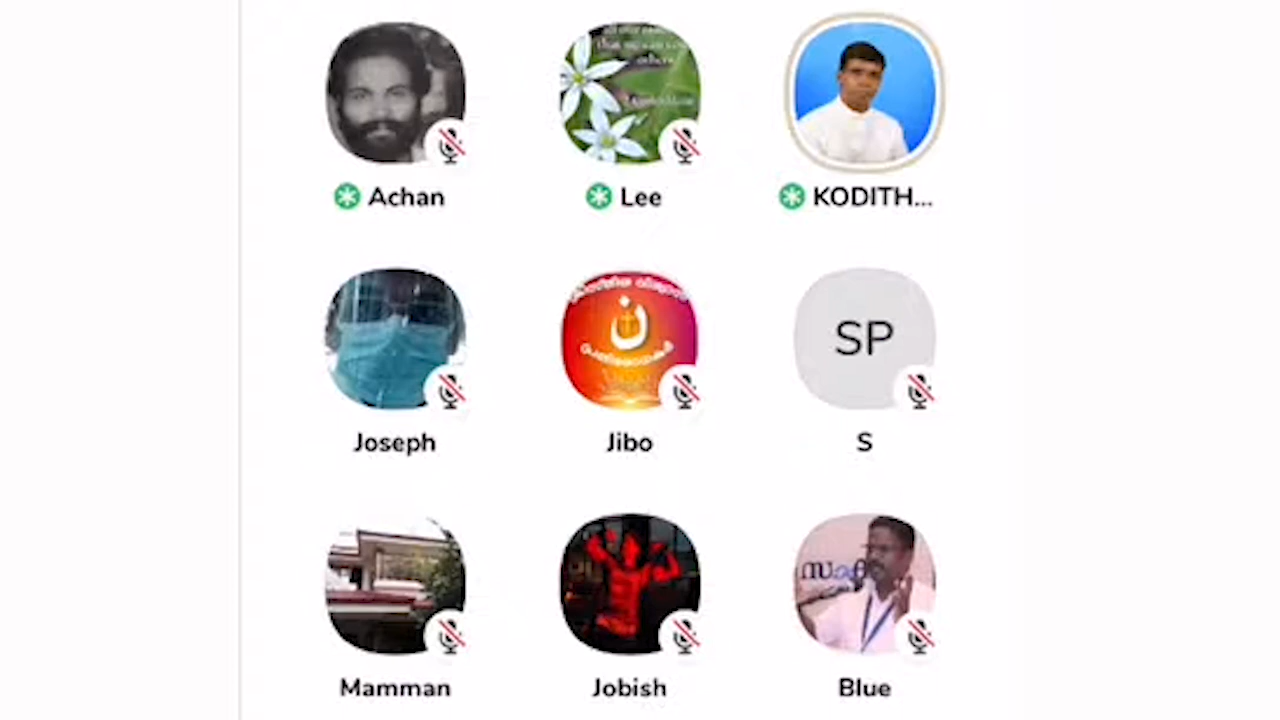 Achan
Lee
KODITH...
Joseph
ن
Jibo
SP
S
Mamman
Jobish
Blue